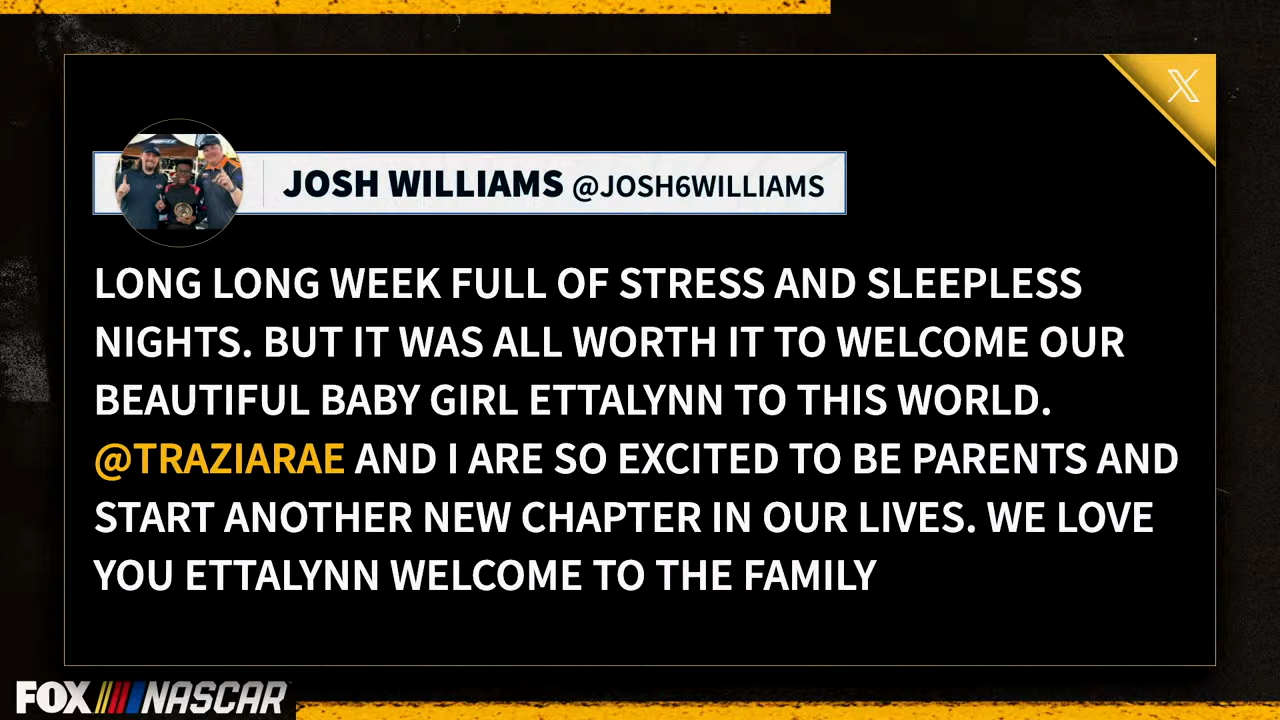 X
JOSH WILLIAMS @JOSH6WILLIAMS
LONG LONG WEEK FULL OF STRESS AND SLEEPLESS
NIGHTS. BUT IT WAS ALL WORTH IT TO WELCOME OUR
BEAUTIFUL BABY GIRL ETTALYNN TO THIS WORLD.
@TRAZIARAE AND I ARE SO EXCITED TO BE PARENTS AND
START ANOTHER NEW CHAPTER IN OUR LIVES. WE LOVE
YOU ETTALYNN WELCOME TO THE FAMILY
FOX NASCAR